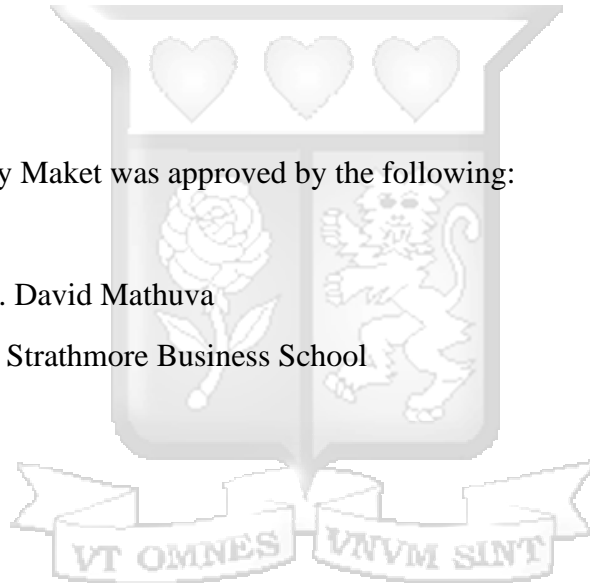 y Maket was approved by the following:
. David Mathuva
Strathmore Business School
VT OMNES VNVM SINT